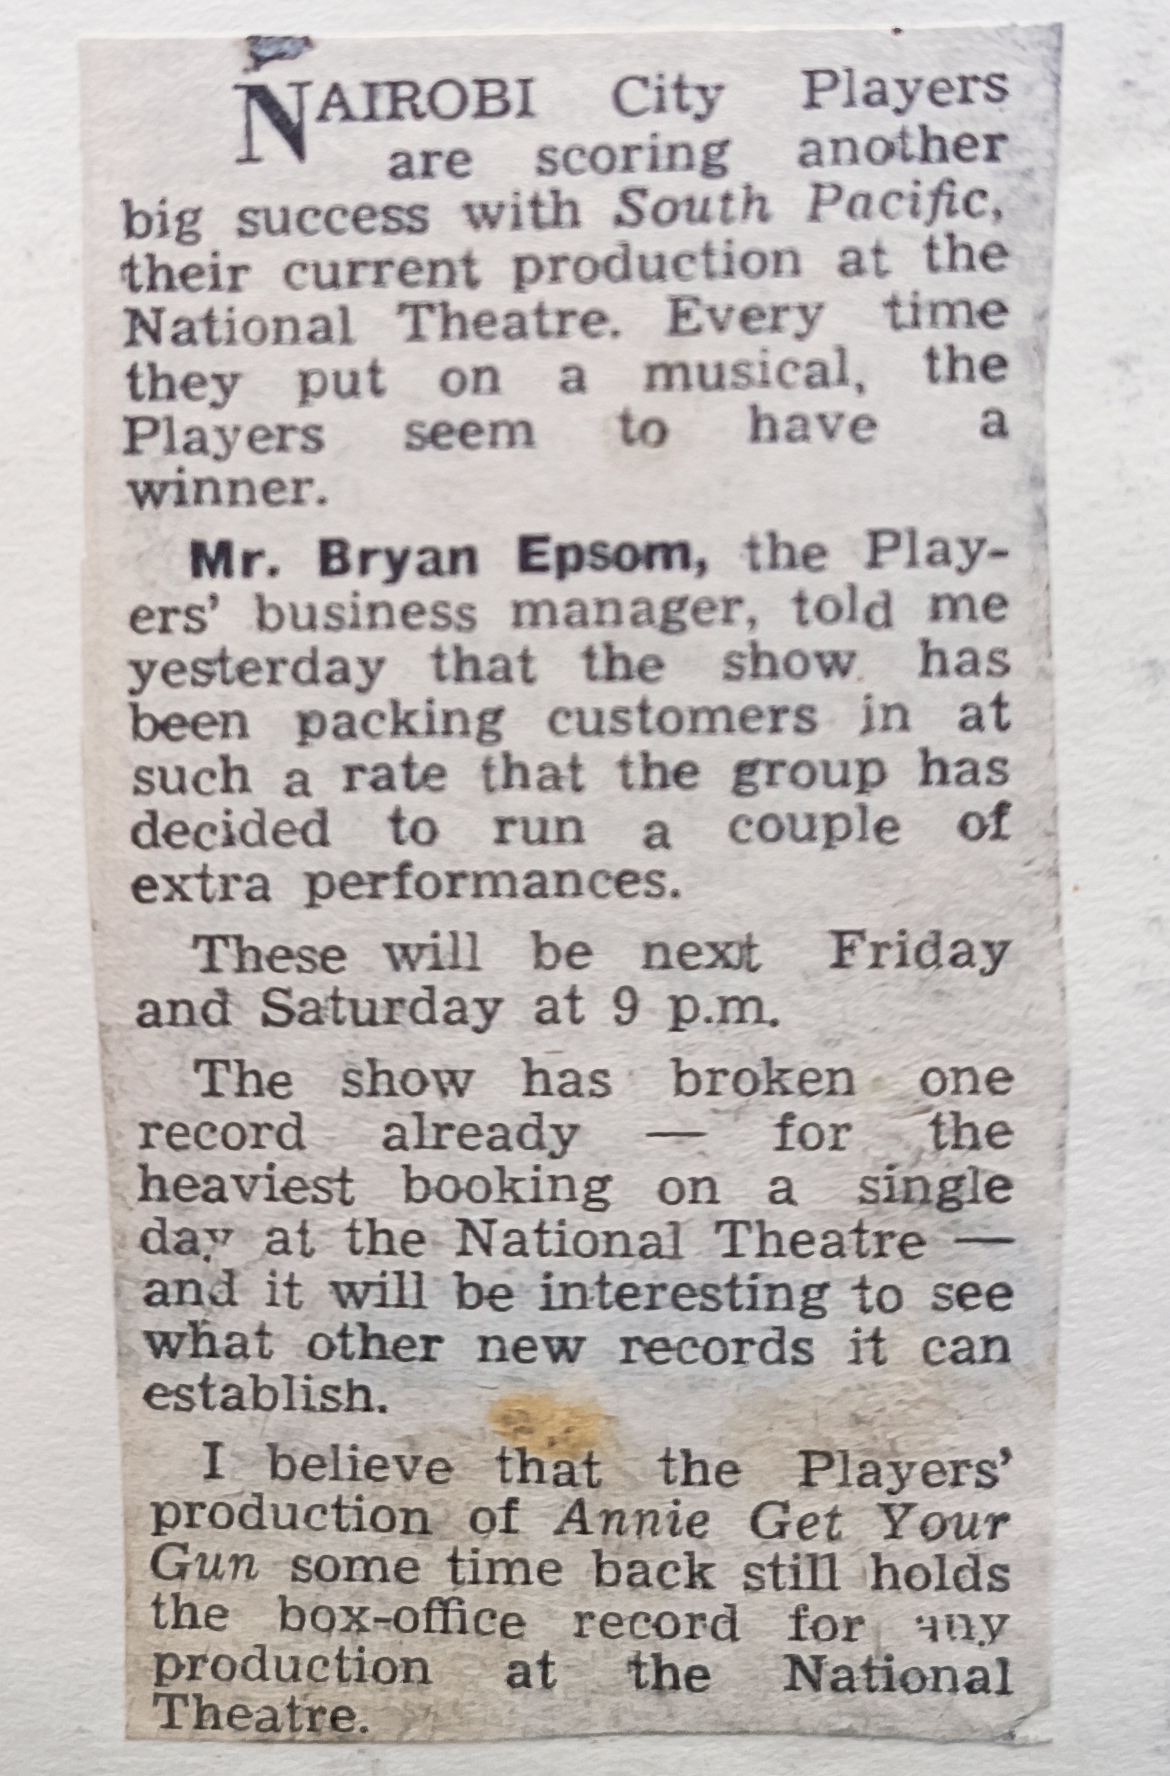 NAIROBI City Players
are scoring another
big success with South Pacific,
their current production at the
National Theatre. Every time
they put on a musical, the
Players seem to have a
winner.
Mr. Bryan Epsom, the Play-
ers' business manager, told me
yesterday that the show has
been packing customers in at
such a rate that the group has
decided to run a couple of
extra performances.
These will be next Friday
and Saturday at 9 p.m.
The show has broken one
record already — for the
heaviest booking on a single
day at the National Theatre —
and it will be interesting to see
what other new records it can
establish.
I believe that the Players'
production of Annie Get Your
Gun some time back still holds
the box-office record for any
production at the National
Theatre.